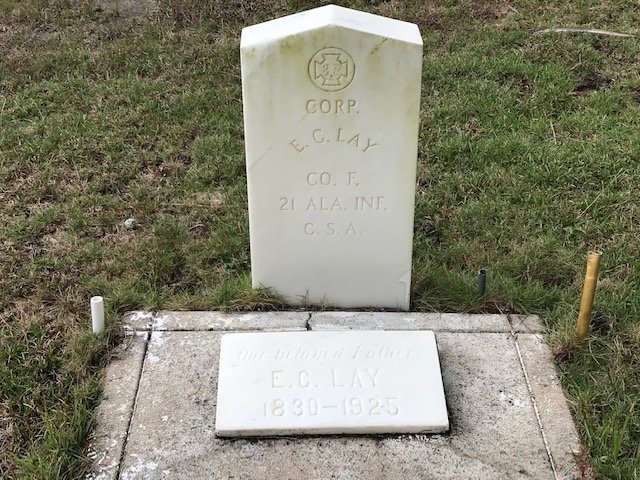 CORP.
E. C. LAY
CO. F.
21 ALA. INF.
C. S. A.
Our Beloved Father
E. C. LAY
1830-1925